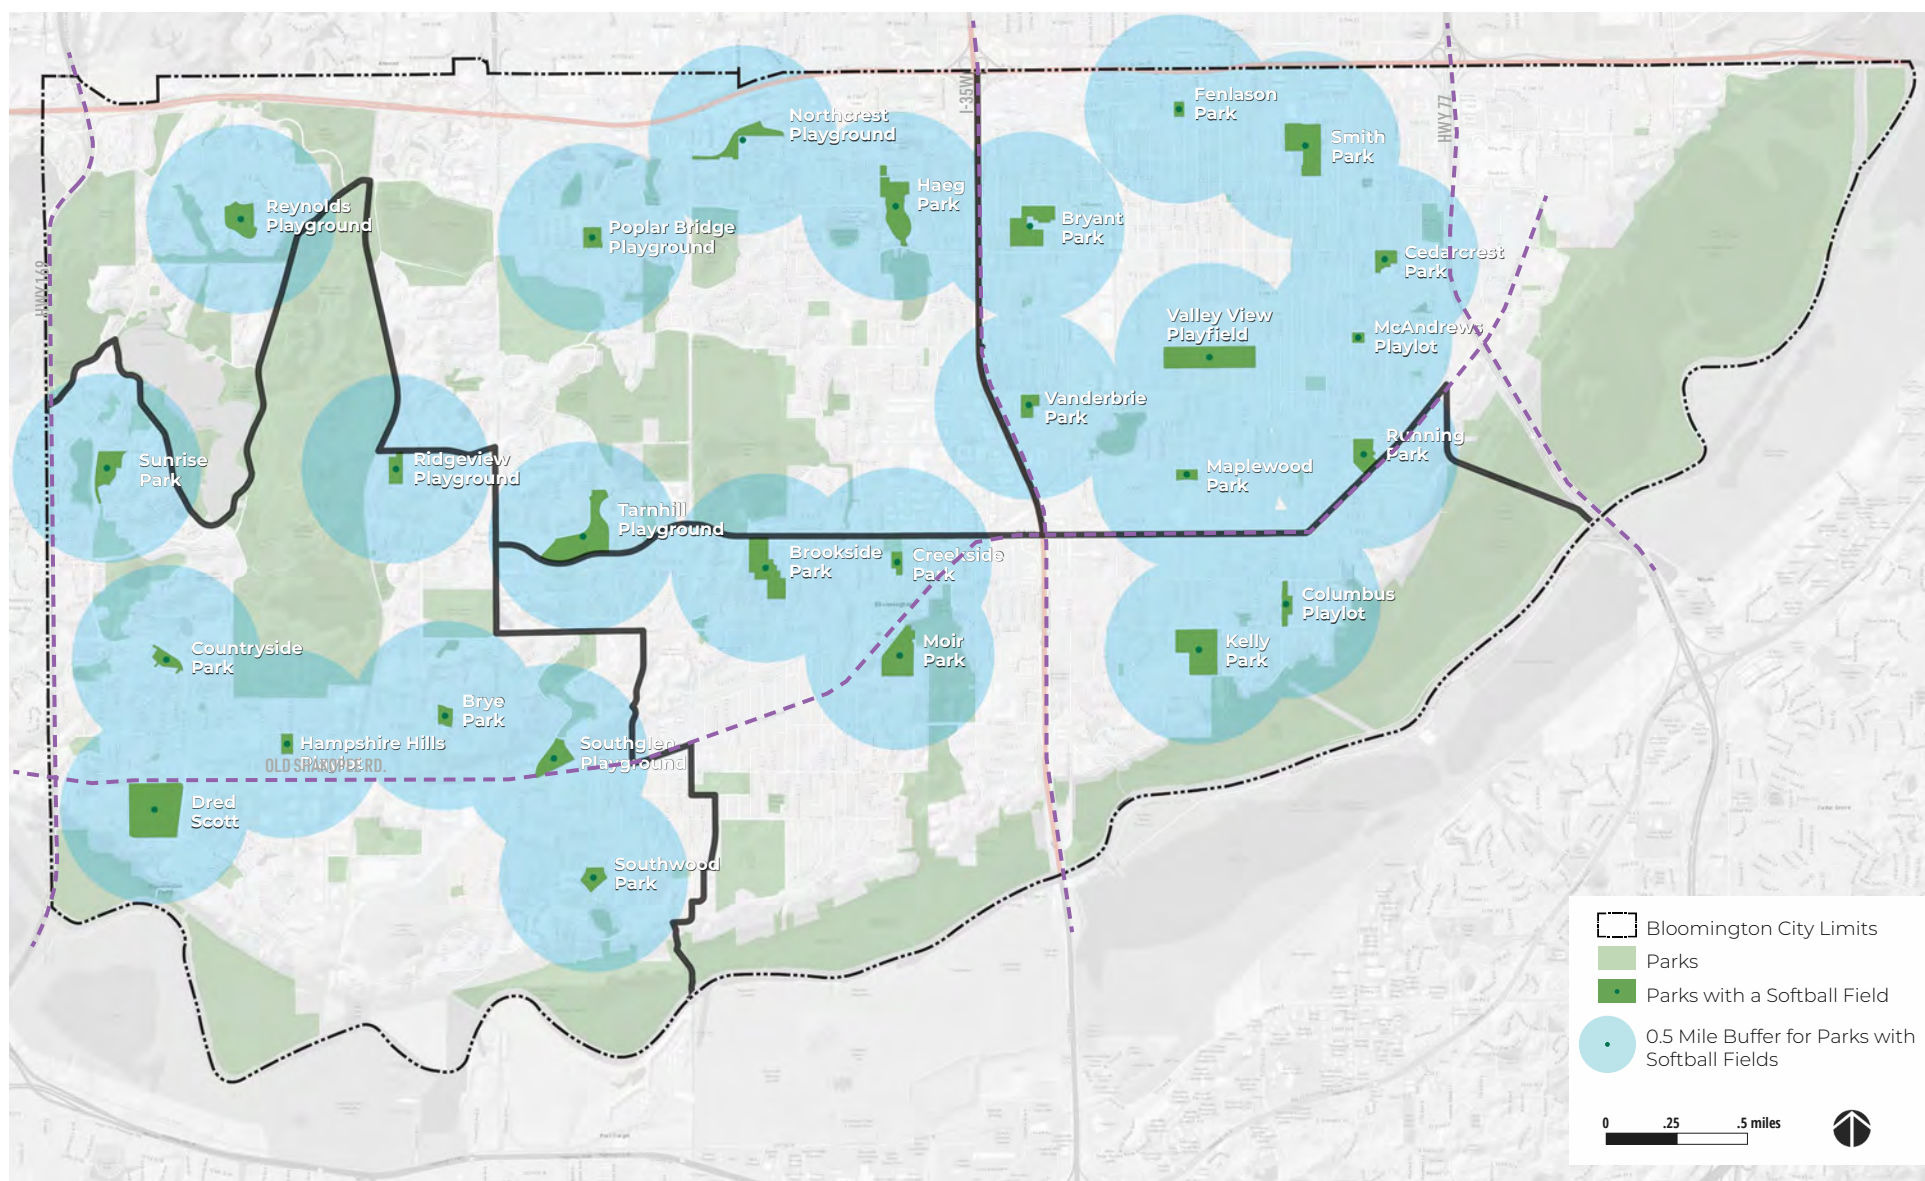 Northcrest
Playground
Fenlason
Park
Smith
Park
I-35W
HWY 77
Reynolds
Playground
Poplar Bridge
Playground
Haeg
Park
Bryant
Park
Cedarcrest
Park
HWY 169
Valley View
Playfield
McAndrews
Playlot
Vanderbrie
Park
Running
Park
Sunrise
Park
Ridgeview
Playground
Maplewood
Park
Tarnhill
Playground
Brookside
Park
Creekside
Park
Bloomington
Columbus
Playlot
Countryside
Park
Moir
Park
Kelly
Park
Brye
Park
Hampshire Hills
OLD SHAKOPEE RD.
Southglen
Playground
Dred
Scott
Southwood
Park
Bloomington City Limits
Parks
Parks with a Softball Field
0.5 Mile Buffer for Parks with
Softball Fields
0 .25 .5 miles